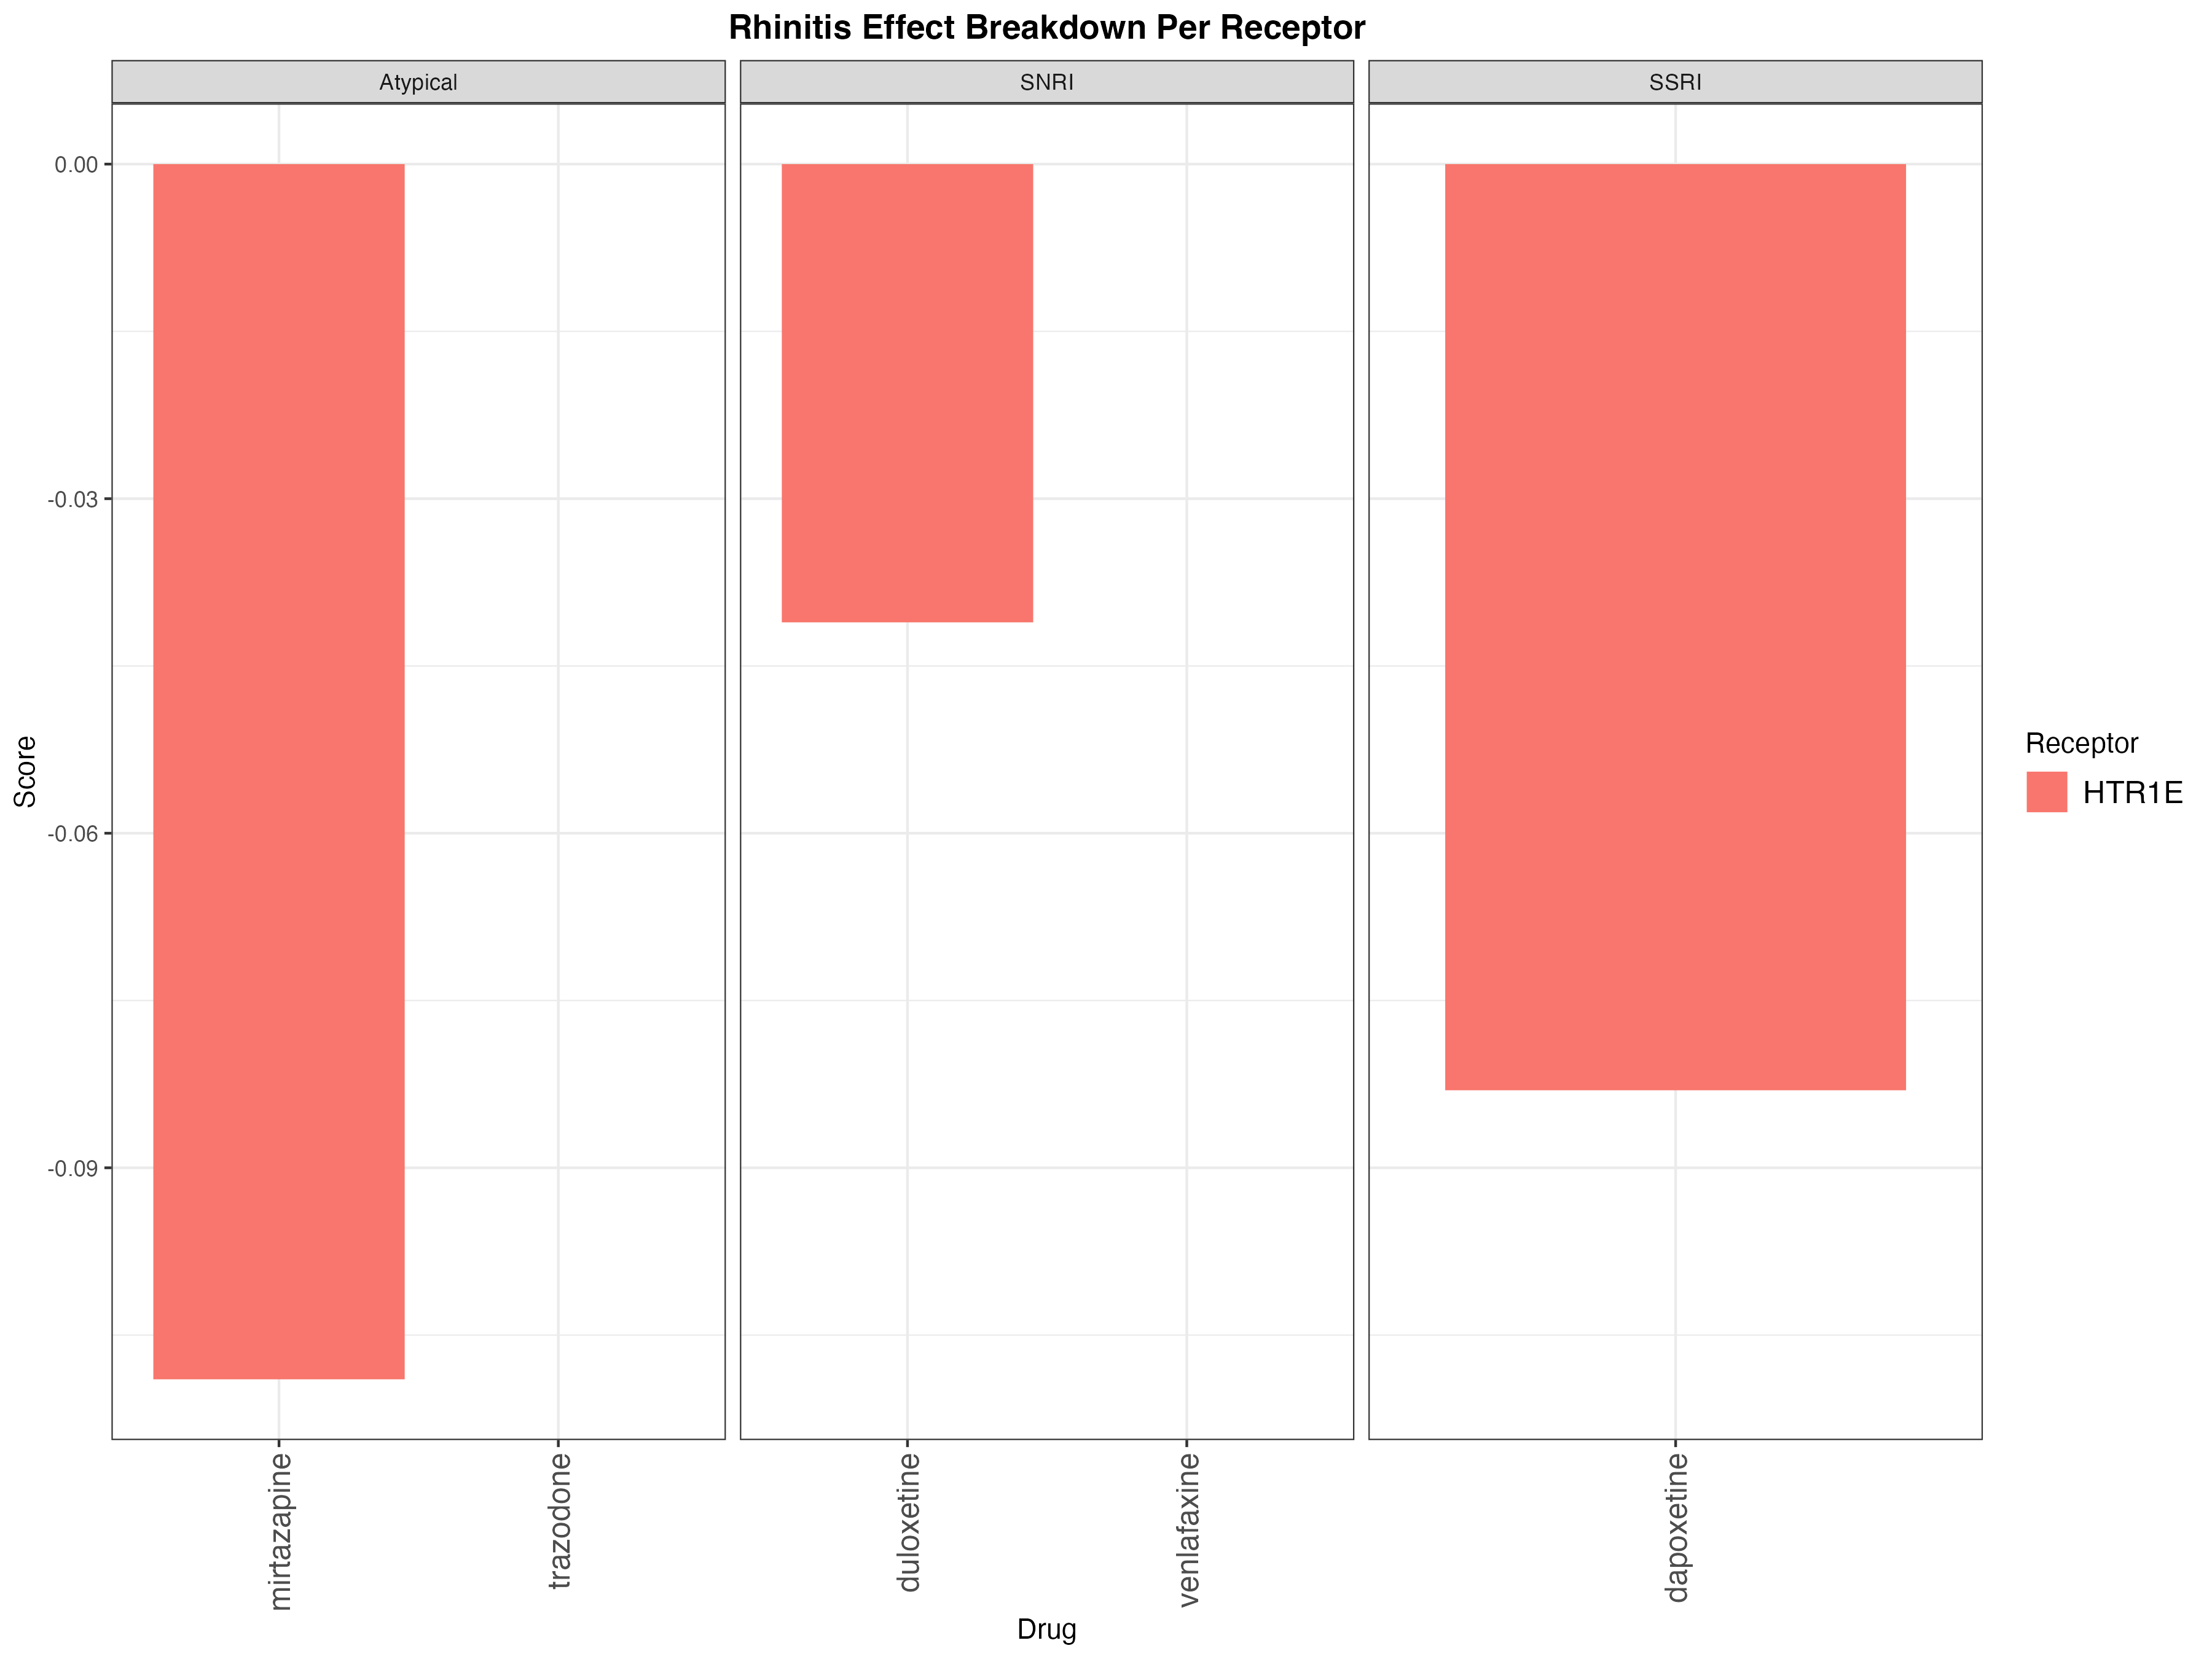 Rhinitis Effect Breakdown Per Receptor
Atypical
SNRI
SSRI
0.00
-0.03
-0.06
-0.09
Score
mirtazapine
trazodone
duloxetine
venlafaxine
dapoxetine
Drug
Receptor
HTR1E